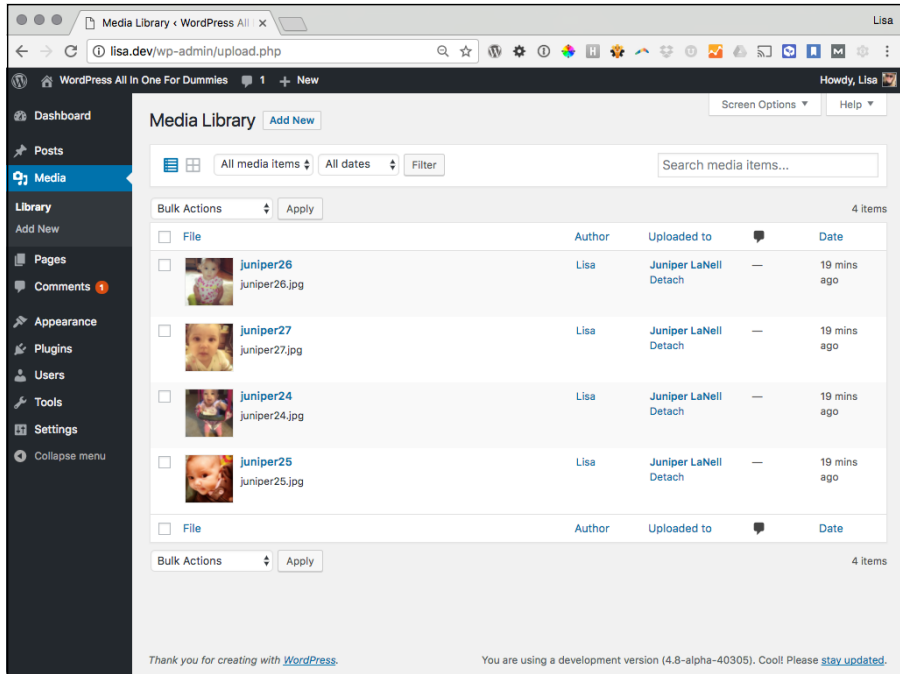 Media Library ‹ WordPress All I
Lisa
lisa.dev/wp-admin/upload.php
WordPress All In One For Dummies 1 + New
Howdy, Lisa
Screen Options ▼ Help ▼
Dashboard
Posts
Media
Library
Add New
Pages
Comments 1
Appearance
Plugins
Users
Tools
Settings
Collapse menu
Media Library Add New
All media items All dates Filter
Search media items...
Bulk Actions Apply
4 items
File Author Uploaded to Date
juniper26 Lisa Juniper LaNell — 19 mins
juniper26.jpg Detach ago
juniper27 Lisa Juniper LaNell — 19 mins
juniper27.jpg Detach ago
juniper24 Lisa Juniper LaNell — 19 mins
juniper24.jpg Detach ago
juniper25 Lisa Juniper LaNell — 19 mins
juniper25.jpg Detach ago
File Author Uploaded to Date
Bulk Actions Apply
4 items
Thank you for creating with WordPress.
You are using a development version (4.8-alpha-40305). Cool! Please stay updated.